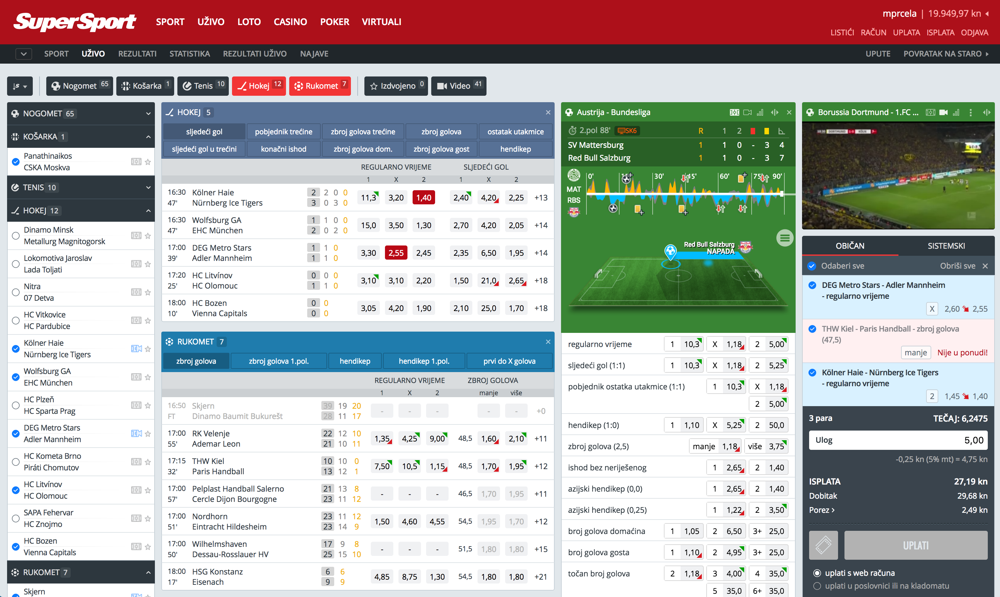 SuperSport
SPORT UŽIVO LOTO CASINO POKER VIRTUALI
mprcela | 19.949,97 kn
LISTIĆI RAČUN UPLATA ISPLATA ODJAVA
SPORT UŽIVO REZULTATI STATISTIKA REZULTATI UŽIVO NAJAVE
UPUTE POVRATAK NA STARO
Nogomet 65 Košarka 1 Tenis 10 Hokej 12 Rukomet 7 Izdvojeno 0 Video 41
NOGOMET 65
KOŠARKA 1
Panathinaikos
CSKA Moskva
TENIS 10
HOKEJ 12
Dinamo Minsk
Metallurg Magnitogorsk
Lokomotiva Jaroslav
Lada Toljati
Nitra
07 Detva
HC Vitkovice
HC Pardubice
Kölner Haie
Nürnberg Ice Tigers
Wolfsburg GA
EHC München
HC Plzeň
HC Sparta Prag
DEG Metro Stars
Adler Mannheim
HC Kometa Brno
Piráti Chomutov
HC Litvínov
HC Olomouc
SAPA Fehervar
HC Znojmo
HC Bozen
Vienna Capitals
RUKOMET 7
Skjern
HOKEJ 5
sljedeći gol pobjednik trećine zbroj golova trećine zbroj golova ostatak utakmice
sljedeći gol u trećini konačni ishod zbroj golova dom. zbroj golova gost hendikep
REGULARNO VRIJEME SLJEDEĆI GOL
1 X 2 1 X 2
16:30 Kölner Haie 2 2 0 0
47' Nürnberg Ice Tigers 3 0 3 0
11,3 3,20 1,40 2,40 4,20 2,25 +13
16:30 Wolfsburg GA 1 1 0 0
47' EHC München 2 0 2 0
15,0 3,50 1,30 2,70 4,20 2,05 +14
17:00 DEG Metro Stars 1 1 0
39' Adler Mannheim 1 1 0
3,30 2,55 2,45 2,35 6,50 1,95 +14
17:20 HC Litvínov 0 0 0
25' HC Olomouc 1 1 0
3,10 3,10 2,20 1,50 21,0 2,65 +18
18:00 HC Bozen 0 0
10' Vienna Capitals 0 0
3,05 4,20 1,90 2,10 25,0 1,70 +18
RUKOMET 7
zbroj golova zbroj golova 1.pol. hendikep hendikep 1.pol. prvi do X golova
REGULARNO VRIJEME ZBROJ GOLOVA
1 X 2 manje više
16:50 Skjern 39 19 20
FT Dinamo Baumit Bukurešt 28 11 17
- - - - - +0
17:00 RK Velenje 22 12 10
55' Ademar Leon 21 10 11
1,35 4,25 9,00 48,5 1,60 2,10 +11
17:15 THW Kiel 10 10 0
32' Paris Handball 13 12 1
7,50 10,5 1,15 48,5 1,70 1,95 +12
17:00 Pelplast Handball Salerno 21 13 8
57' Cercle Dijon Bourgogne 23 11 12
- - - 46,5 1,70 1,95 +11
17:00 Nordhorn 23 11 12
51' Eintracht Hildesheim 23 14 9
1,50 4,60 4,55 54,5 1,95 1,70 +12
17:00 Wilhelmshaven 17 9 8
50' Dessau-Rosslauer HV 25 15 10
- - - 51,5 1,80 1,80 +15
18:00 HSG Konstanz 6 6
17' Eisenach 9 9
4,85 8,75 1,30 54,5 1,80 1,80 +21
Austrija - Bundesliga
2.pol 88' SK6 R 1 2
SV Mattersburg 1 1 0 - 3 4
Red Bull Salzburg 1 1 0 - 3 7
0' 15' 30' 45' 60' 75' 90'
MAT
RBS
Red Bull Salzburg
NAPADA
regularno vrijeme 1 10,3 X 1,18 2 5,00
sljedeći gol (1:1) 1 10,3 X 1,18 2 5,25
pobjednik ostatka utakmice (1:1) 1 10,3 X 1,18
2 5,00
hendikep (1:0) 1 1,10 X 5,25 2 50,0
zbroj golova (2,5) manje 1,18 više 3,75
ishod bez neriješenog 1 2,65 2 1,40
azijski hendikep (0,0) 1 2,65 2 1,40
azijski hendikep (0,25) 1 1,22 2 3,50
broj golova domaćina 1 1,05 2 6,50 3+ 25,0
broj golova gosta 1 1,10 2 4,95 3+ 25,0
točan broj golova 2 1,18 3 4,00 4 35,0
5 35,0 6+ 35,0
Borussia Dortmund - 1.FC ...
DORTMUND 1-0 KÖLN
OBIČAN SISTEMSKI
Odaberi sve Obriši sve
DEG Metro Stars - Adler Mannheim
- regularno vrijeme
X 2,60 2,55
THW Kiel - Paris Handball - zbroj golova
(47,5)
manje Nije u ponudi!
Kölner Haie - Nürnberg Ice Tigers
- regularno vrijeme
2 1,45 1,40
3 para TEČAJ: 6,2475
Ulog 5,00
-0,25 kn (5% mt) = 4,75 kn
ISPLATA 27,19 kn
Dobitak 29,68 kn
Porez 2,49 kn
UPLATI
uplati s web računa
uplati u poslovnici ili na kladomatu